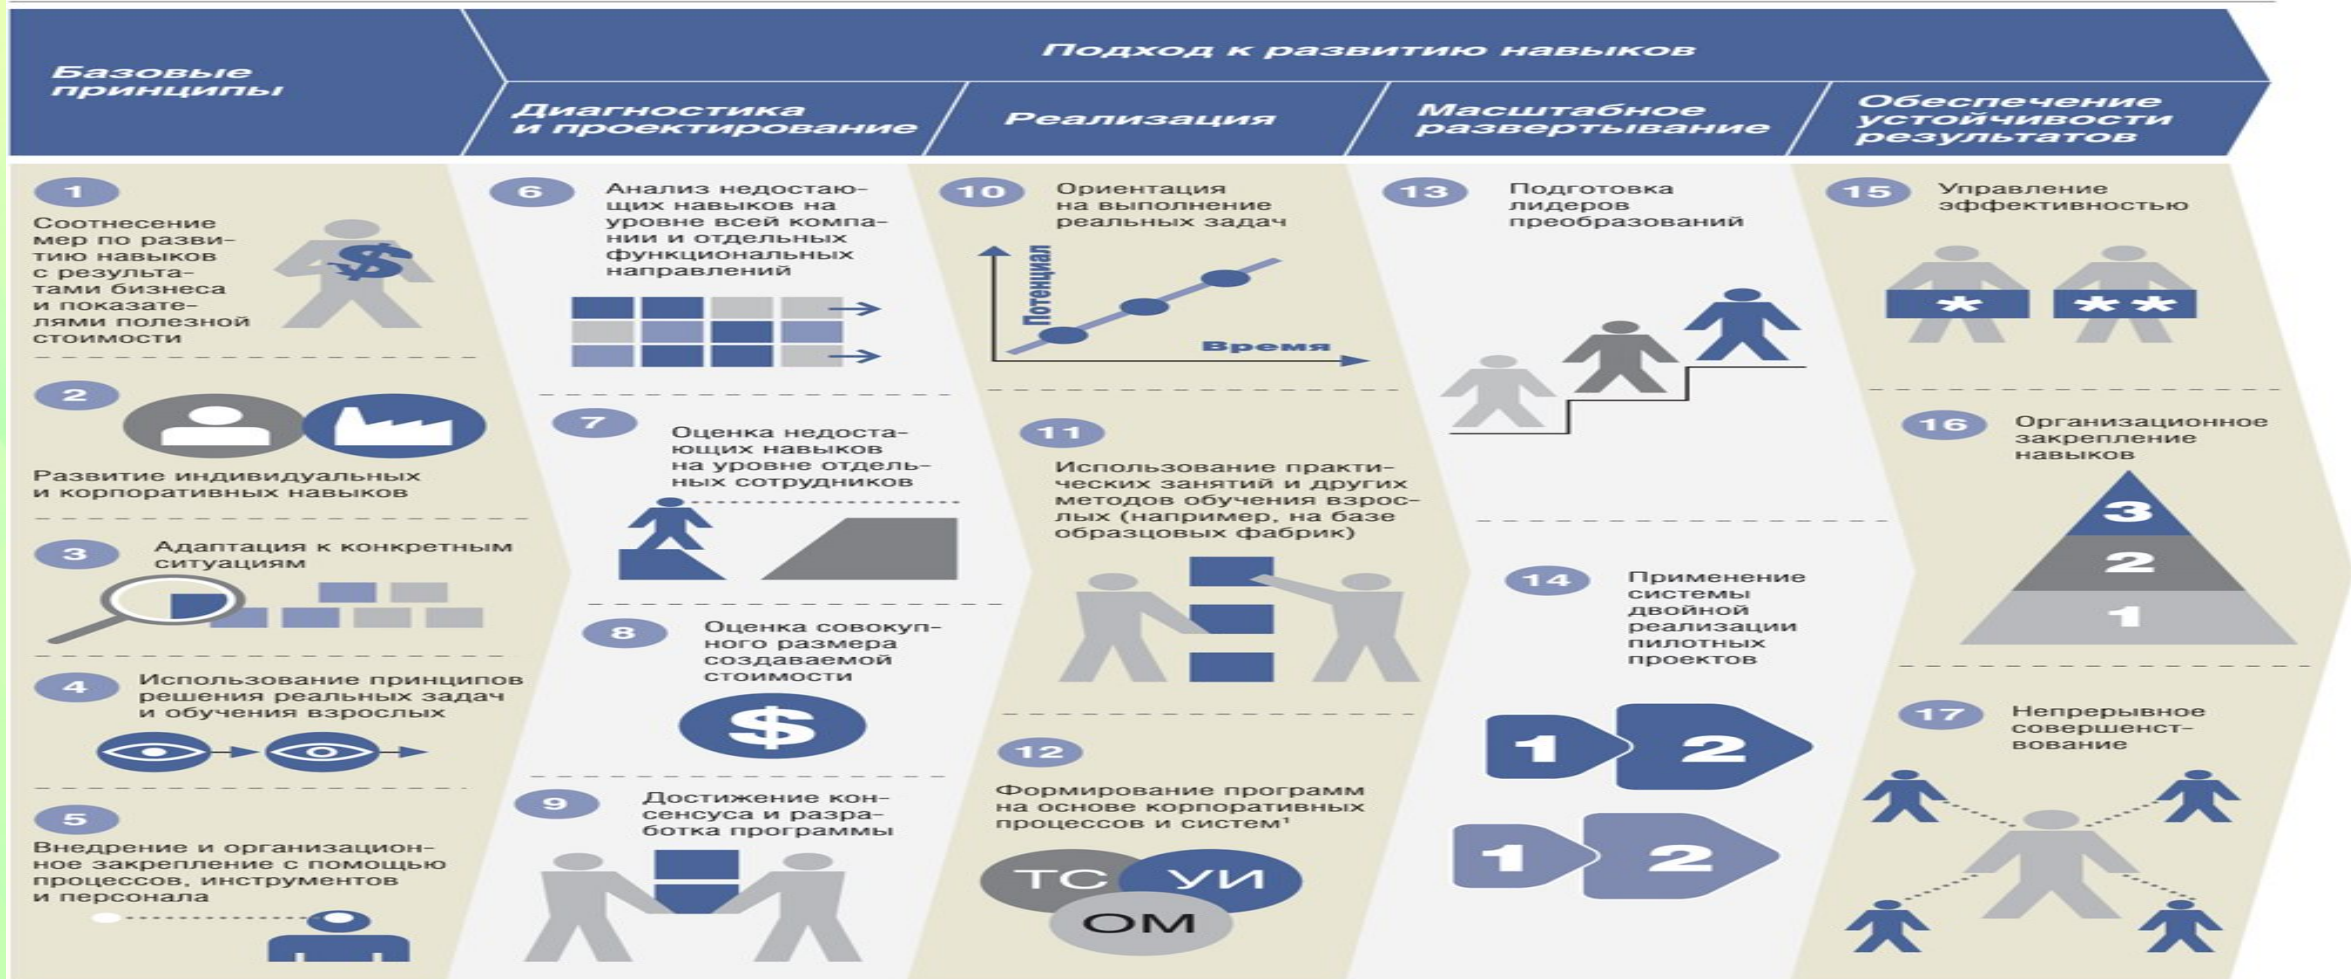 Базовые
принципы
Подход к развитию навыков
Диагностика
и проектирование
Реализация
Масштабное
развертывание
Обеспечение
устойчивости
результатов
1
Соотнесение
мер по разви-
тию навыков
с результа-
тами бизнеса
и показате-
лями полезной
стоимости
$
2
Развитие индивидуальных
и корпоративных навыков
3
Адаптация к конкретным
ситуациям
4
Использование принципов
решения реальных задач
и обучения взрослых
5
Внедрение и организацион-
ное закрепление с помощью
процессов, инструментов
и персонала
6
Анализ недостаю-
щих навыков на
уровне всей компа-
нии и отдельных
функциональных
направлений
7
Оценка недоста-
ющих навыков
на уровне отдель-
ных сотрудников
8
Оценка совокуп-
ного размера
создаваемой
стоимости
$
9
Достижение кон-
сенсуса и разра-
ботка программы
10
Ориентация
на выполнение
реальных задач
Потенциал
Время
11
Использование практи-
ческих занятий и других
методов обучения взрос-
лых (например, на базе
образцовых фабрик)
12
Формирование программ
на основе корпоративных
процессов и систем¹
ТС УИ
ОМ
13
Подготовка
лидеров
преобразований
14
Применение
системы
двойной
реализации
пилотных
проектов
1 2
1 2
15
Управление
эффективностью
* **
16
Организационное
закрепление
навыков
3
2
1
17
Непрерывное
совершенст-
вование